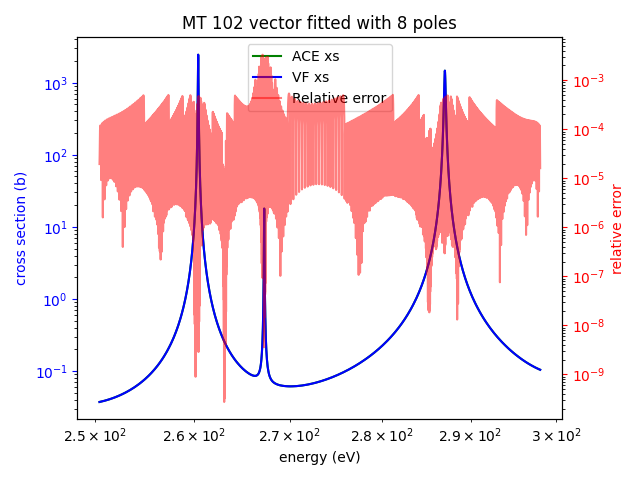 MT 102 vector fitted with 8 poles
ACE xs
VF xs
Relative error
cross section (b)
10³
10²
10¹
10⁰
10⁻¹
10⁻³
10⁻⁴
10⁻⁵
10⁻⁶
10⁻⁷
10⁻⁸
10⁻⁹
relative error
2.5 × 10² 2.6 × 10² 2.7 × 10² 2.8 × 10² 2.9 × 10² 3 × 10²
energy (eV)